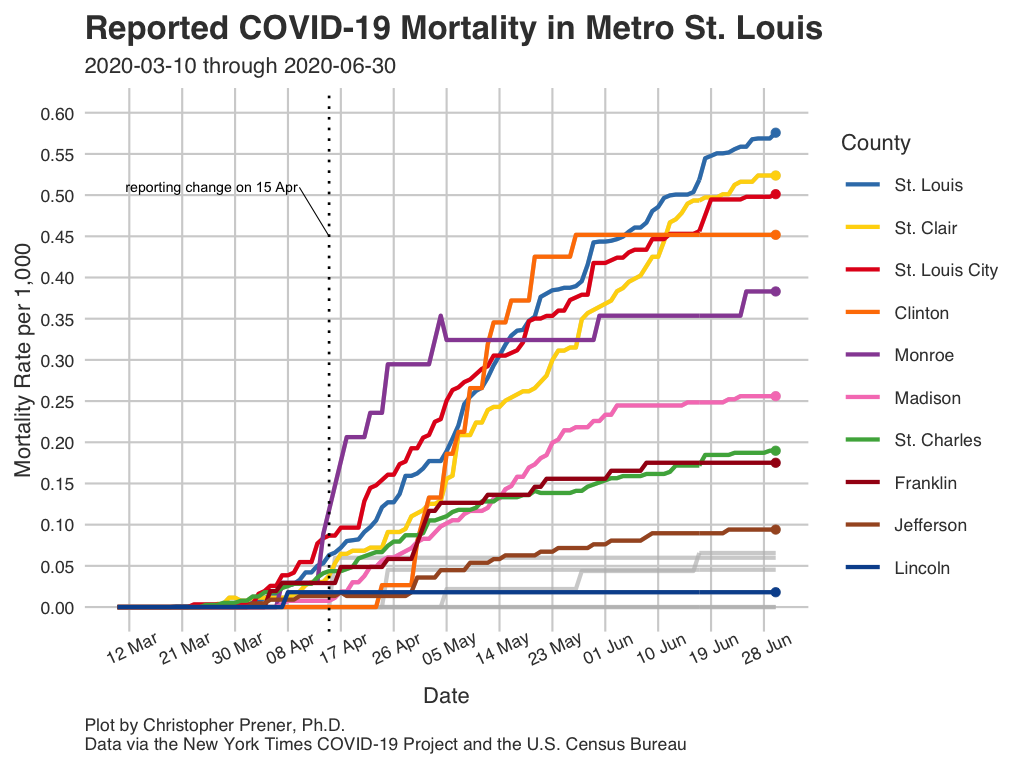 Reported COVID-19 Mortality in Metro St. Louis
2020-03-10 through 2020-06-30
Mortality Rate per 1,000
0.60
0.55
0.50
0.45
0.40
0.35
0.30
0.25
0.20
0.15
0.10
0.05
0.00
reporting change on 15 Apr
12 Mar
21 Mar
30 Mar
08 Apr
17 Apr
26 Apr
05 May
14 May
23 May
01 Jun
10 Jun
19 Jun
28 Jun
Date
County
St. Louis
St. Clair
St. Louis City
Clinton
Monroe
Madison
St. Charles
Franklin
Jefferson
Lincoln
Plot by Christopher Prener, Ph.D.
Data via the New York Times COVID-19 Project and the U.S. Census Bureau